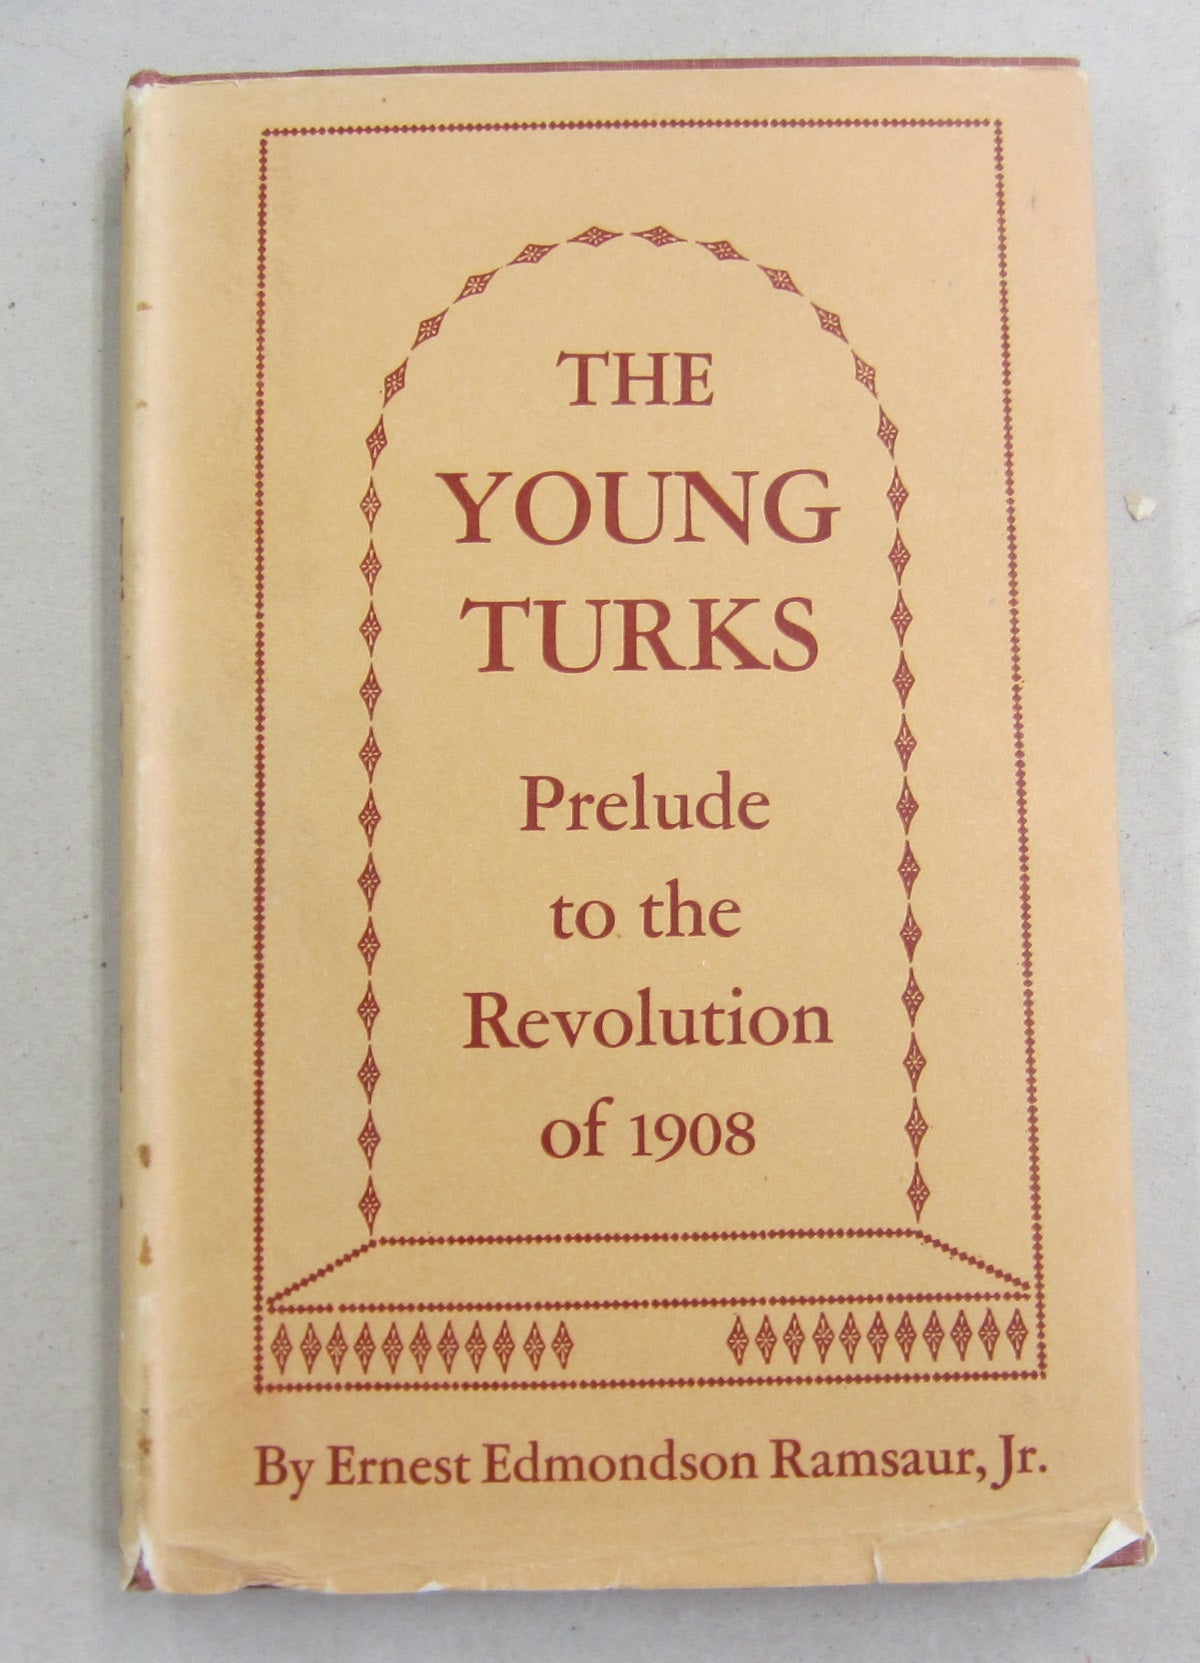 THE
YOUNG
TURKS
Prelude
to the
Revolution
of 1908
By Ernest Edmondson Ramsaur, Jr.